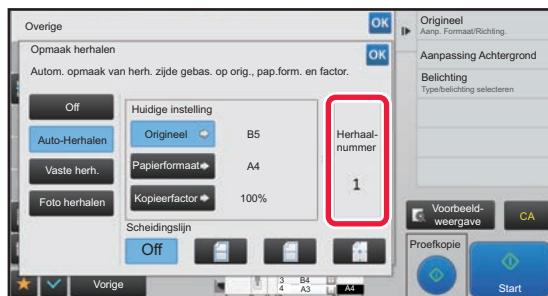 Overige
OK
Opmaak herhalen
OK
Autom. opmaak van herh. zijde gebas. op orig., pap.form. en factor.
Off
Auto-Herhalen
Vaste herh.
Foto herhalen
Huidige instelling
Origineel
B5
Papierformaat
A4
Kopieerfactor
100%
Herhaal-
nummer
1
Scheidingslijn
Off
Vorige
3 B4
4 A3
A4
Origineel
Aanp. Formaat/Richting.
Aanpassing Achtergrond
Belichting
Type/belichting selecteren
Voorbeeld-
weergave
CA
Proefkopie
Start